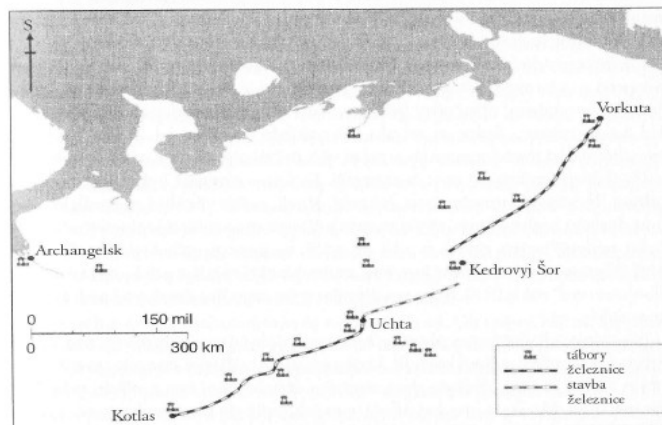 S
Vorkuta
Archangelsk
Kedrovyj Šor
0 150 mil
0 300 km
Uchta
Kotlas
tábory
železnice
stavba
železnice